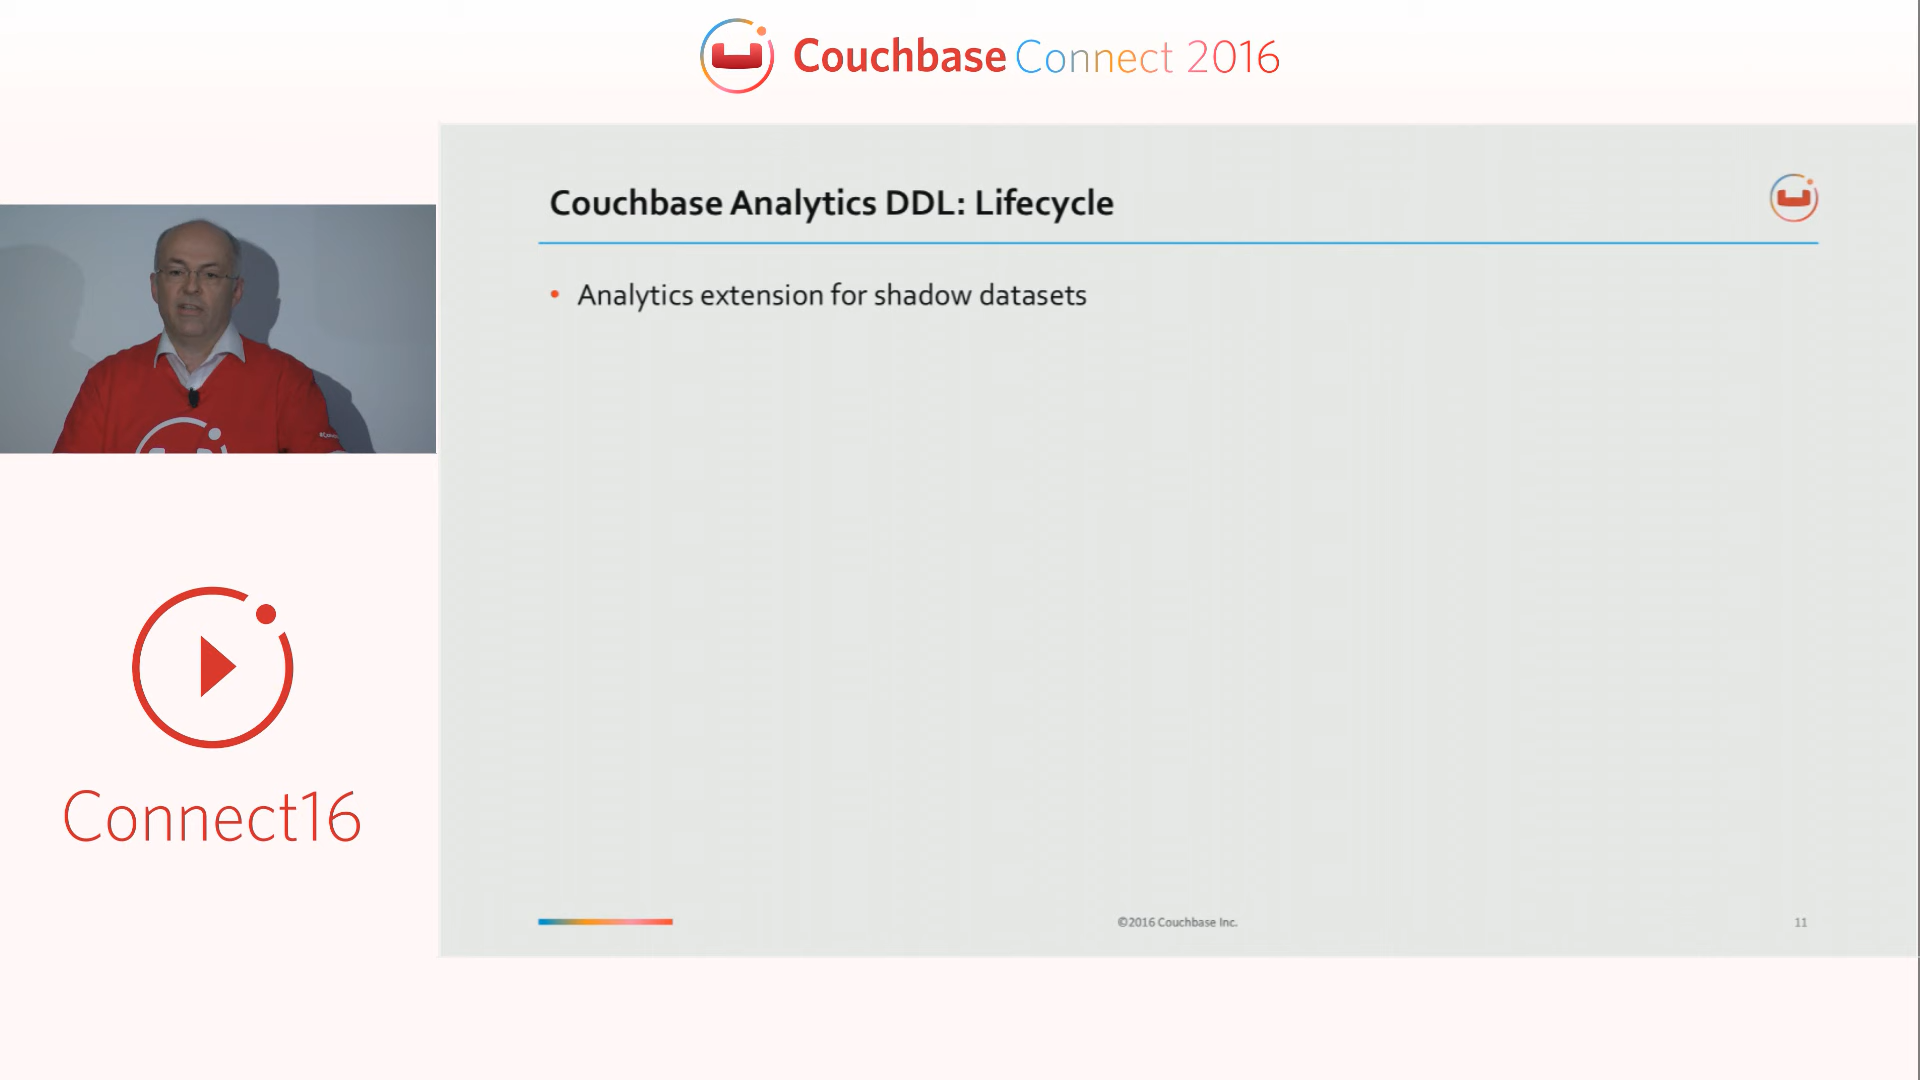 Couchbase Connect 2016
Couchbase Analytics DDL: Lifecycle
• Analytics extension for shadow datasets
Connect16
©2016 Couchbase Inc.
11